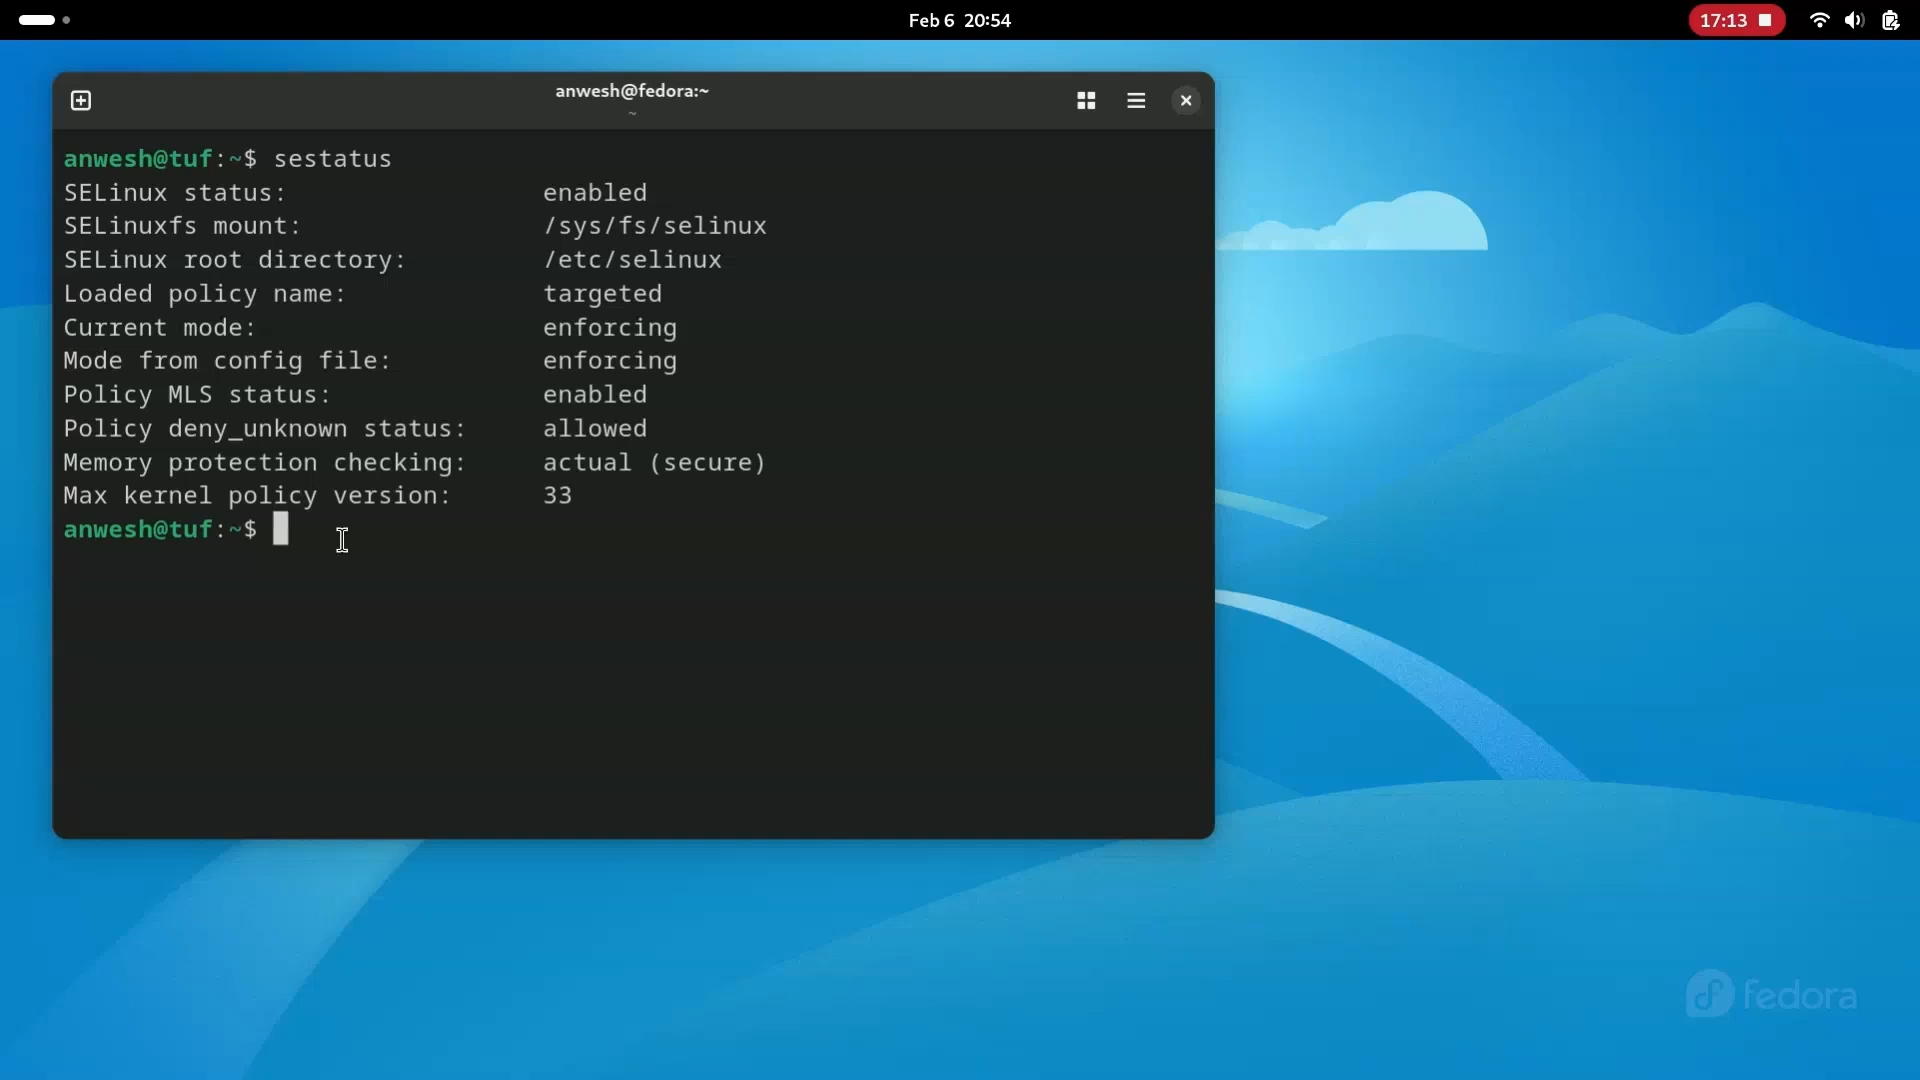 Feb 6 20:54
17:13
anwesh@fedora:~
~
anwesh@tuf:~$ sestatus
SELinux status: enabled
SELinuxfs mount: /sys/fs/selinux
SELinux root directory: /etc/selinux
Loaded policy name: targeted
Current mode: enforcing
Mode from config file: enforcing
Policy MLS status: enabled
Policy deny_unknown status: allowed
Memory protection checking: actual (secure)
Max kernel policy version: 33
anwesh@tuf:~$
fedora